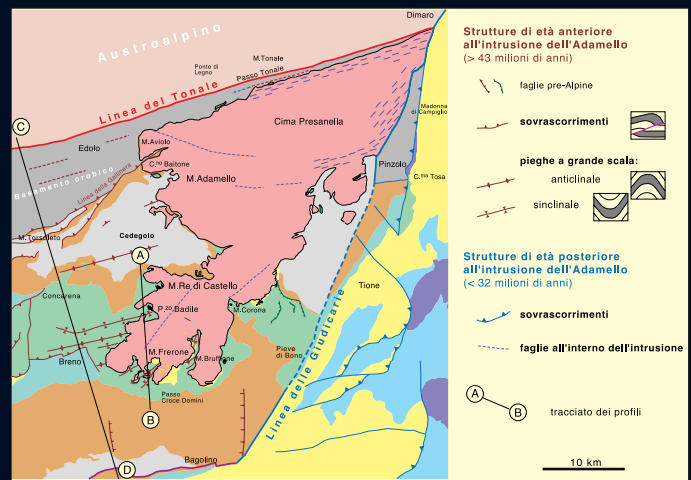 Austroalpino
Dimaro
M.Tonale
Ponte di
Legno
Passo Tonale
Linea del Tonale
Madonna
di Campiglio
C
Cima Presanella
M.Aviolo
Edolo
Pinzolo
C.no Baitone
Basamento orobico
Linea della Gallinera
M.Adamello
C.ma Tosa
M.Torsoleto
Cedegolo
A
M.Re di Castello
Tione
Concarena
P.zo Badile
M.Corona
M.Frerone
M.Bruffione
Pieve
di Bono
Breno
Passo
Croce Domini
B
Linea delle Giudicarie
Bagolino
D
Strutture di età anteriore
all'intrusione dell'Adamello
(> 43 milioni di anni)
faglie pre-Alpine
sovrascorrimenti
pieghe a grande scala:
anticlinale
sinclinale
Strutture di età posteriore
all'intrusione dell'Adamello
(< 32 milioni di anni)
sovrascorrimenti
faglie all'interno dell'intrusione
A
B
tracciato dei profili
10 km